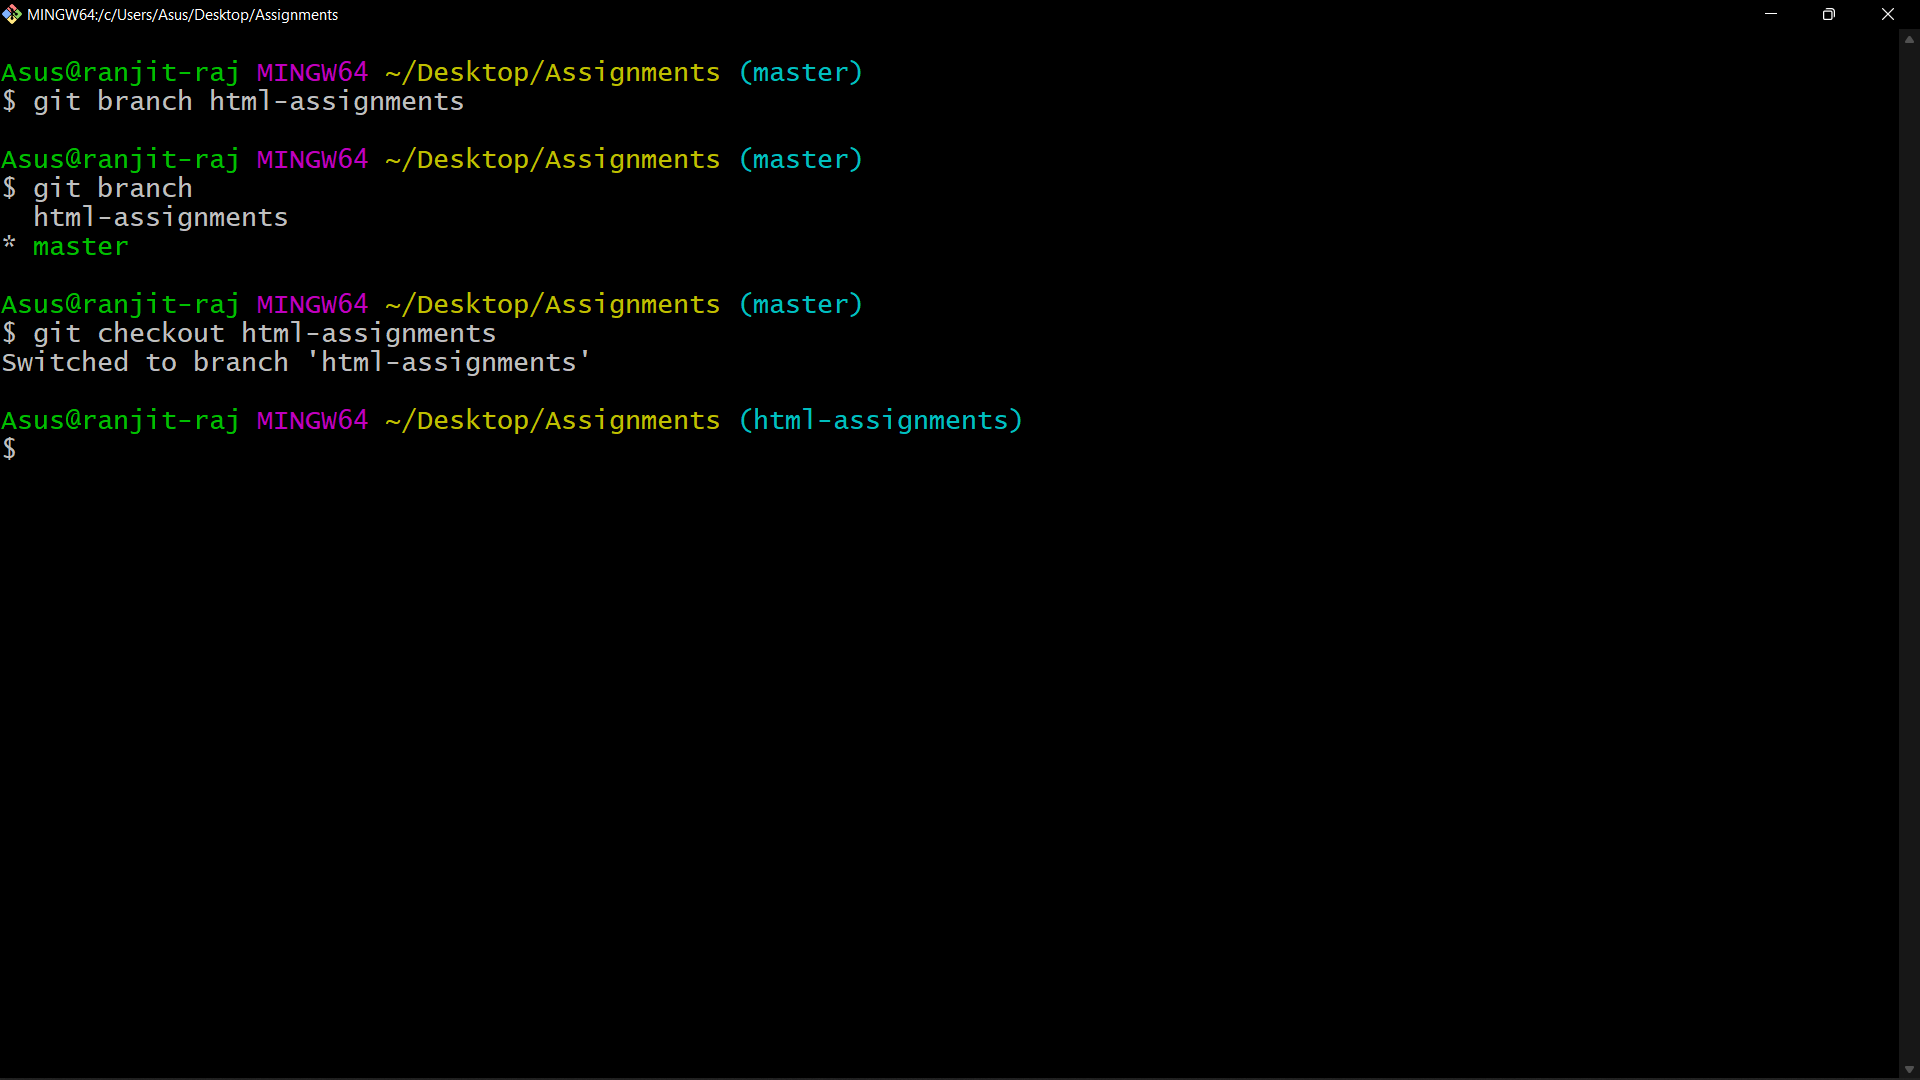 MINGW64:/c/Users/Asus/Desktop/Assignments
Asus@ranjit-raj MINGW64 ~/Desktop/Assignments (master)
$ git branch html-assignments
Asus@ranjit-raj MINGW64 ~/Desktop/Assignments (master)
$ git branch
  html-assignments
* master
Asus@ranjit-raj MINGW64 ~/Desktop/Assignments (master)
$ git checkout html-assignments
Switched to branch 'html-assignments'
Asus@ranjit-raj MINGW64 ~/Desktop/Assignments (html-assignments)
$